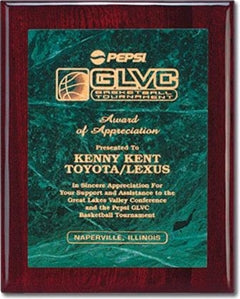 PEPSI
GLVC
BASKETBALL
TOURNAMENT
Award
of Appreciation
Presented To
KENNY KENT
TOYOTA/LEXUS
In Sincere Appreciation For
Your Support and Assistance to the
Great Lakes Valley Conference
and the Pepsi GLVC
Basketball Tournament
NAPERVILLE, ILLINOIS